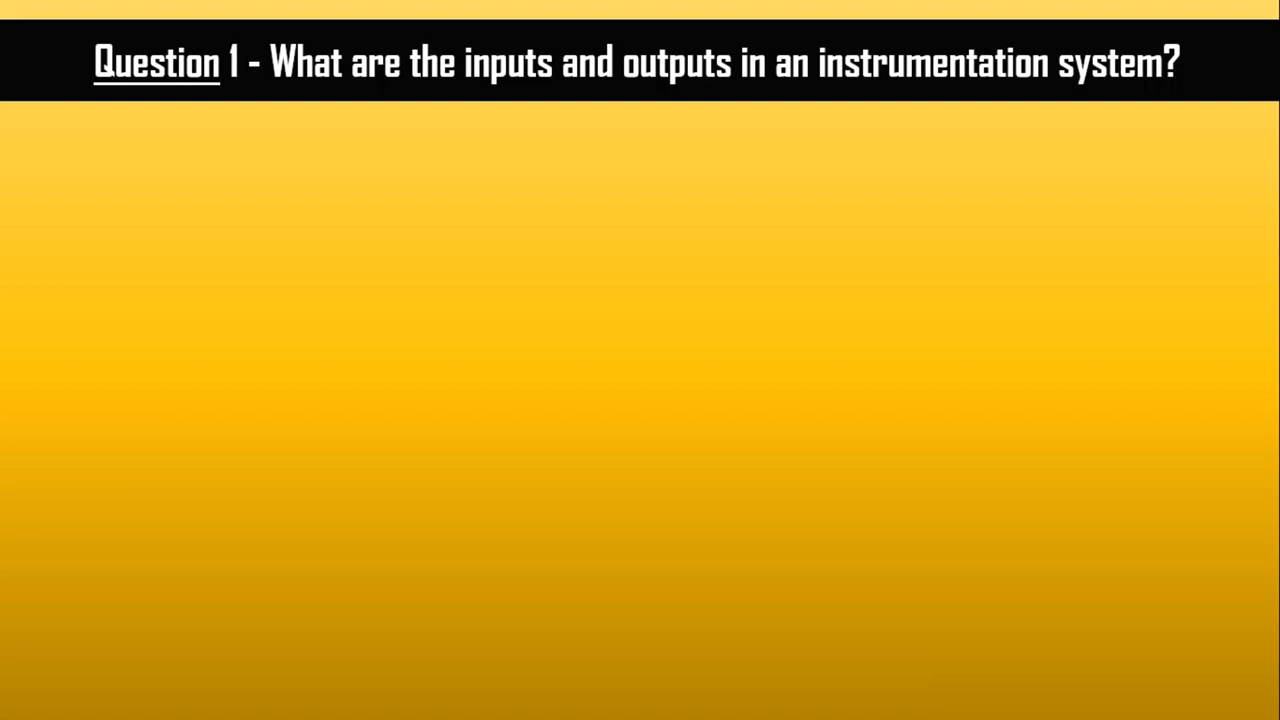 Question 1 - What are the inputs and outputs in an instrumentation system?